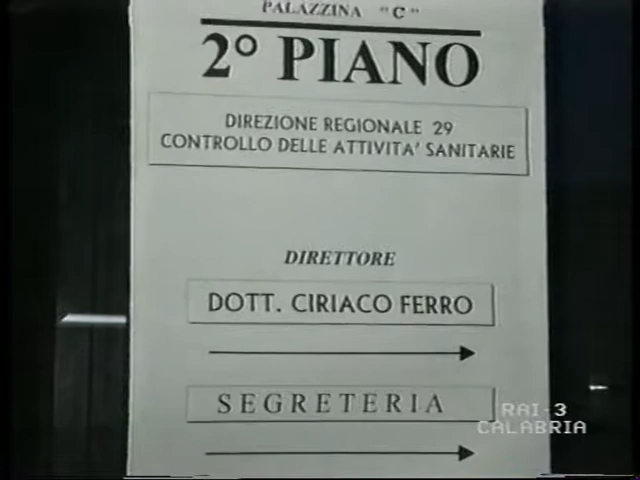 PALAZZINA "C"
2° PIANO
DIREZIONE REGIONALE 29
CONTROLLO DELLE ATTIVITA' SANITARIE
DIRETTORE
DOTT. CIRIACO FERRO
SEGRETERIA
RAI-3
CALABRIA